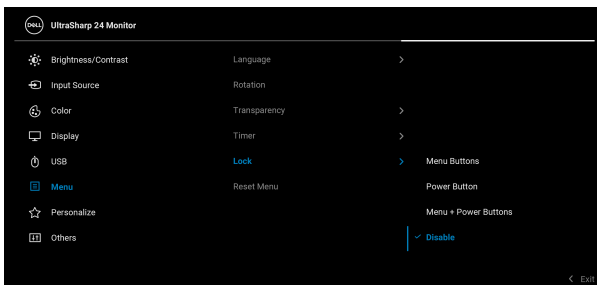 DELL UltraSharp 24 Monitor
Brightness/Contrast
Input Source
Color
Display
USB
Menu
Personalize
Others
Language
Rotation
Transparency
Timer
Lock
Reset Menu
Menu Buttons
Power Button
Menu + Power Buttons
Disable
Exit